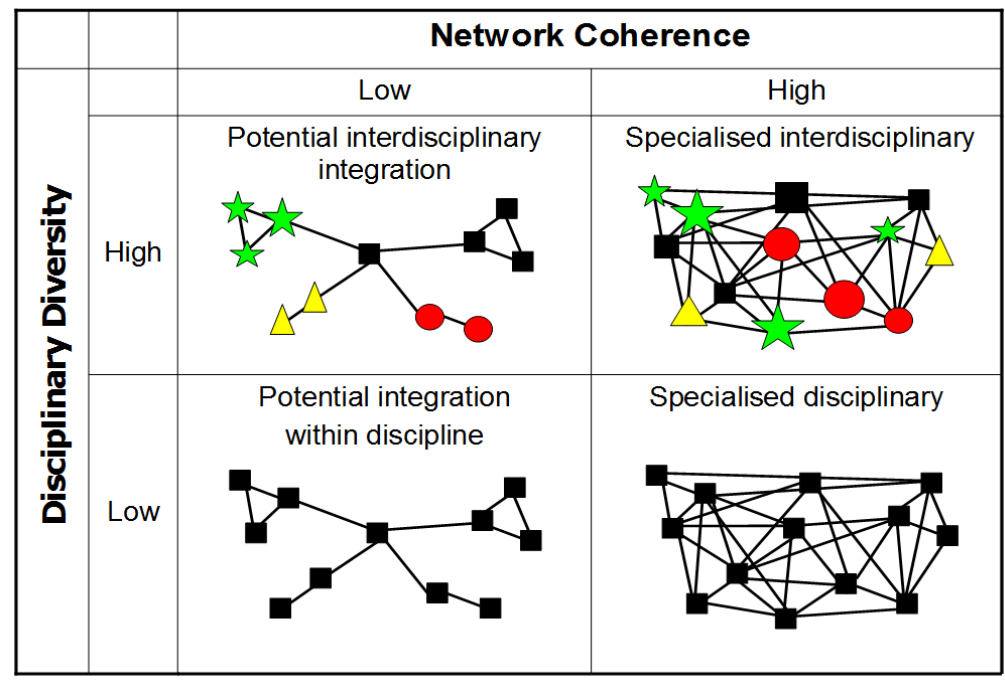 Network Coherence
Low
High
Disciplinary Diversity
High
Potential interdisciplinary
integration
Specialised interdisciplinary
Low
Potential integration
within discipline
Specialised disciplinary